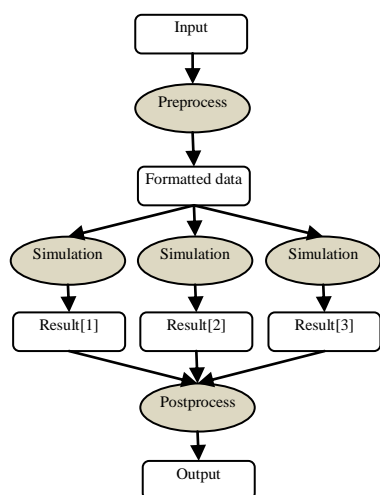 Input
Preprocess
Formatted data
Simulation Simulation Simulation
Result[1] Result[2] Result[3]
Postprocess
Output